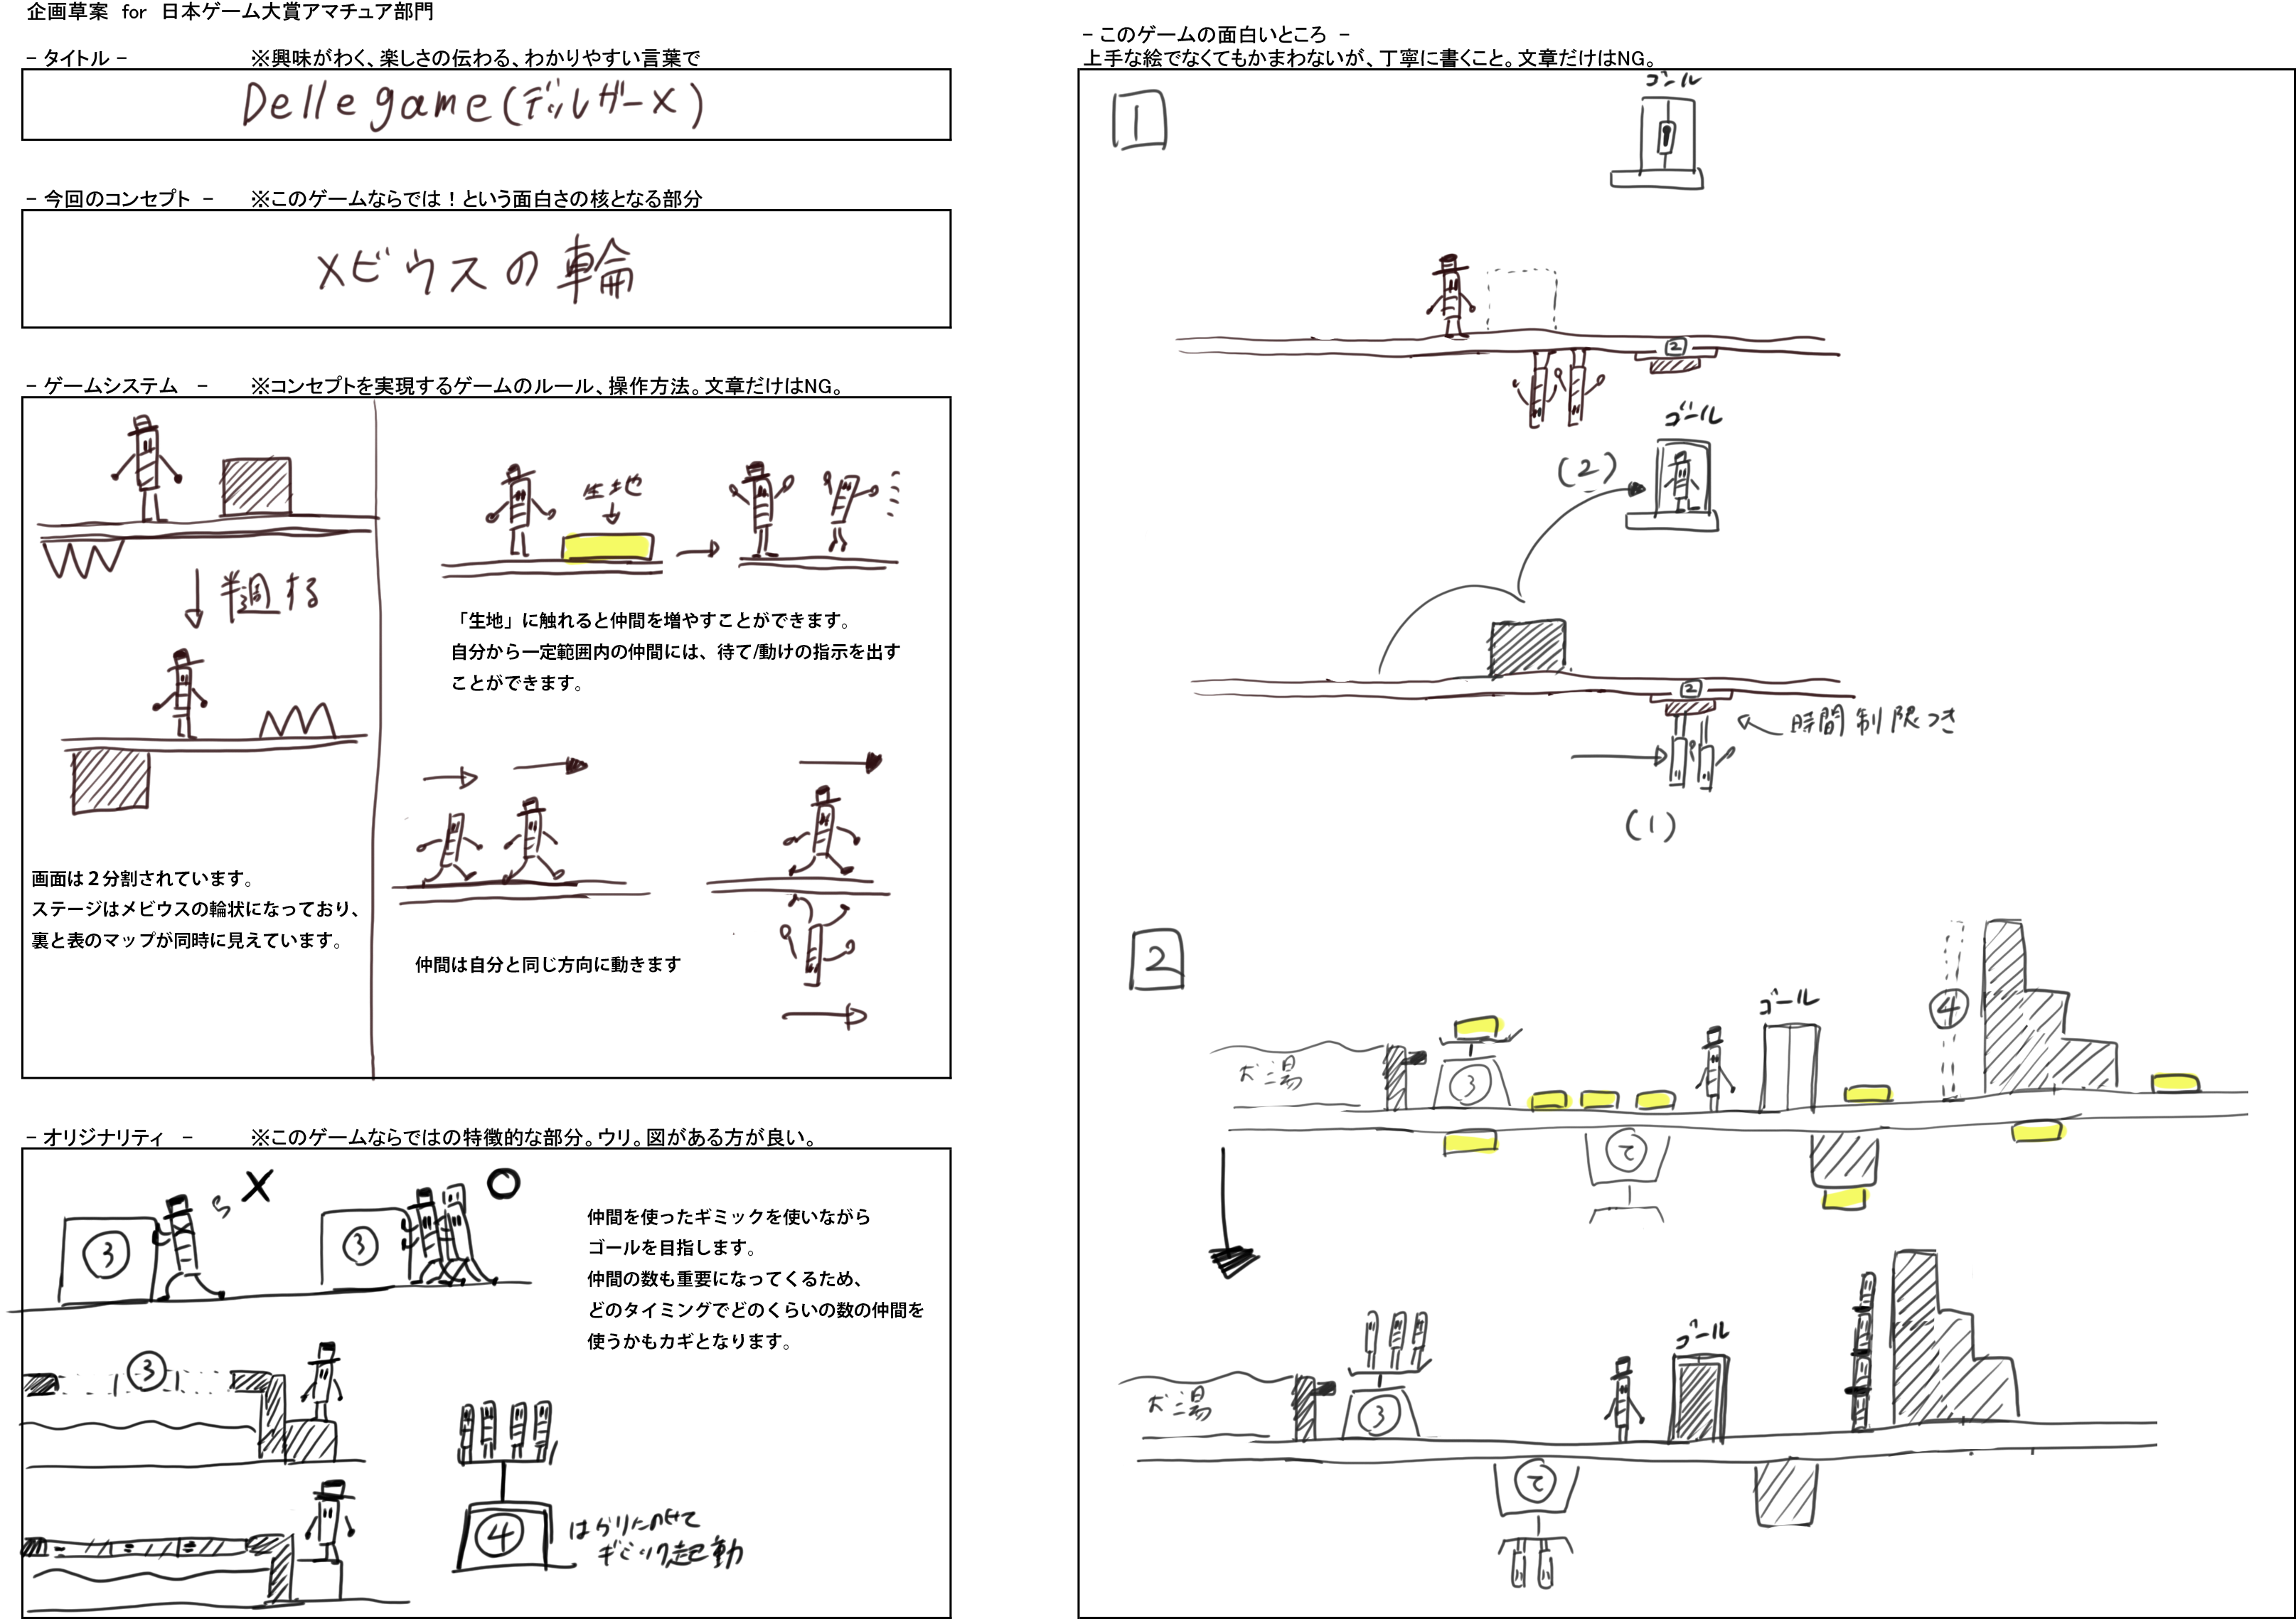 企画草案 for 日本ゲーム大賞アマチュア部門
- タイトル - ※興味がわく、楽しさの伝わる、わかりやすい言葉で
Delle game(デッレガーメ)
- 今回のコンセプト - ※このゲームならでは！という面白さの核となる部分
メビウスの輪
- ゲームシステム - ※コンセプトを実現するゲームのルール、操作方法。文章だけはNG。
半周する
画面は２分割されています。
ステージはメビウスの輪状になっており、
裏と表のマップが同時に見えています。
生地
「生地」に触れると仲間を増やすことができます。
自分から一定範囲内の仲間には、待て/動けの指示を出す
ことができます。
仲間は自分と同じ方向に動きます
- オリジナリティ - ※このゲームならではの特徴的な部分。ウリ。図がある方が良い。
③
X
③
O
仲間を使ったギミックを使いながら
ゴールを目指します。
仲間の数も重要になってくるため、
どのタイミングでどのくらいの数の仲間を
使うかもカギとなります。
③
④
はかりにのせて
ギミック起動
- このゲームの面白いところ -
上手な絵でなくてもかまわないが、丁寧に書くこと。文章だけはNG。
1
ゴール
2
ゴール
(2)
2
時間制限つき
(1)
2
ゴール
④
お湯
③
②
ゴール
お湯
③
②